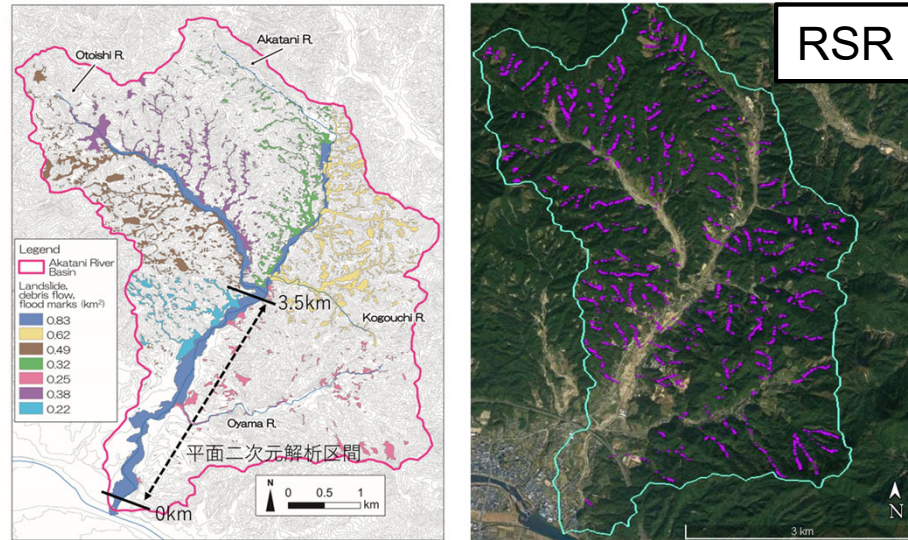 Otoishi R.
Akatani R.
Legend
Akatani River
Basin
Landslide,
debris flow,
flood marks (km²)
0.83
0.62
0.49
0.32
0.25
0.38
0.22
3.5km
Kogouchi R.
Oyama R.
平面二次元解析区間
0km
N
0 0.5 1
km
RSR
N
3 km